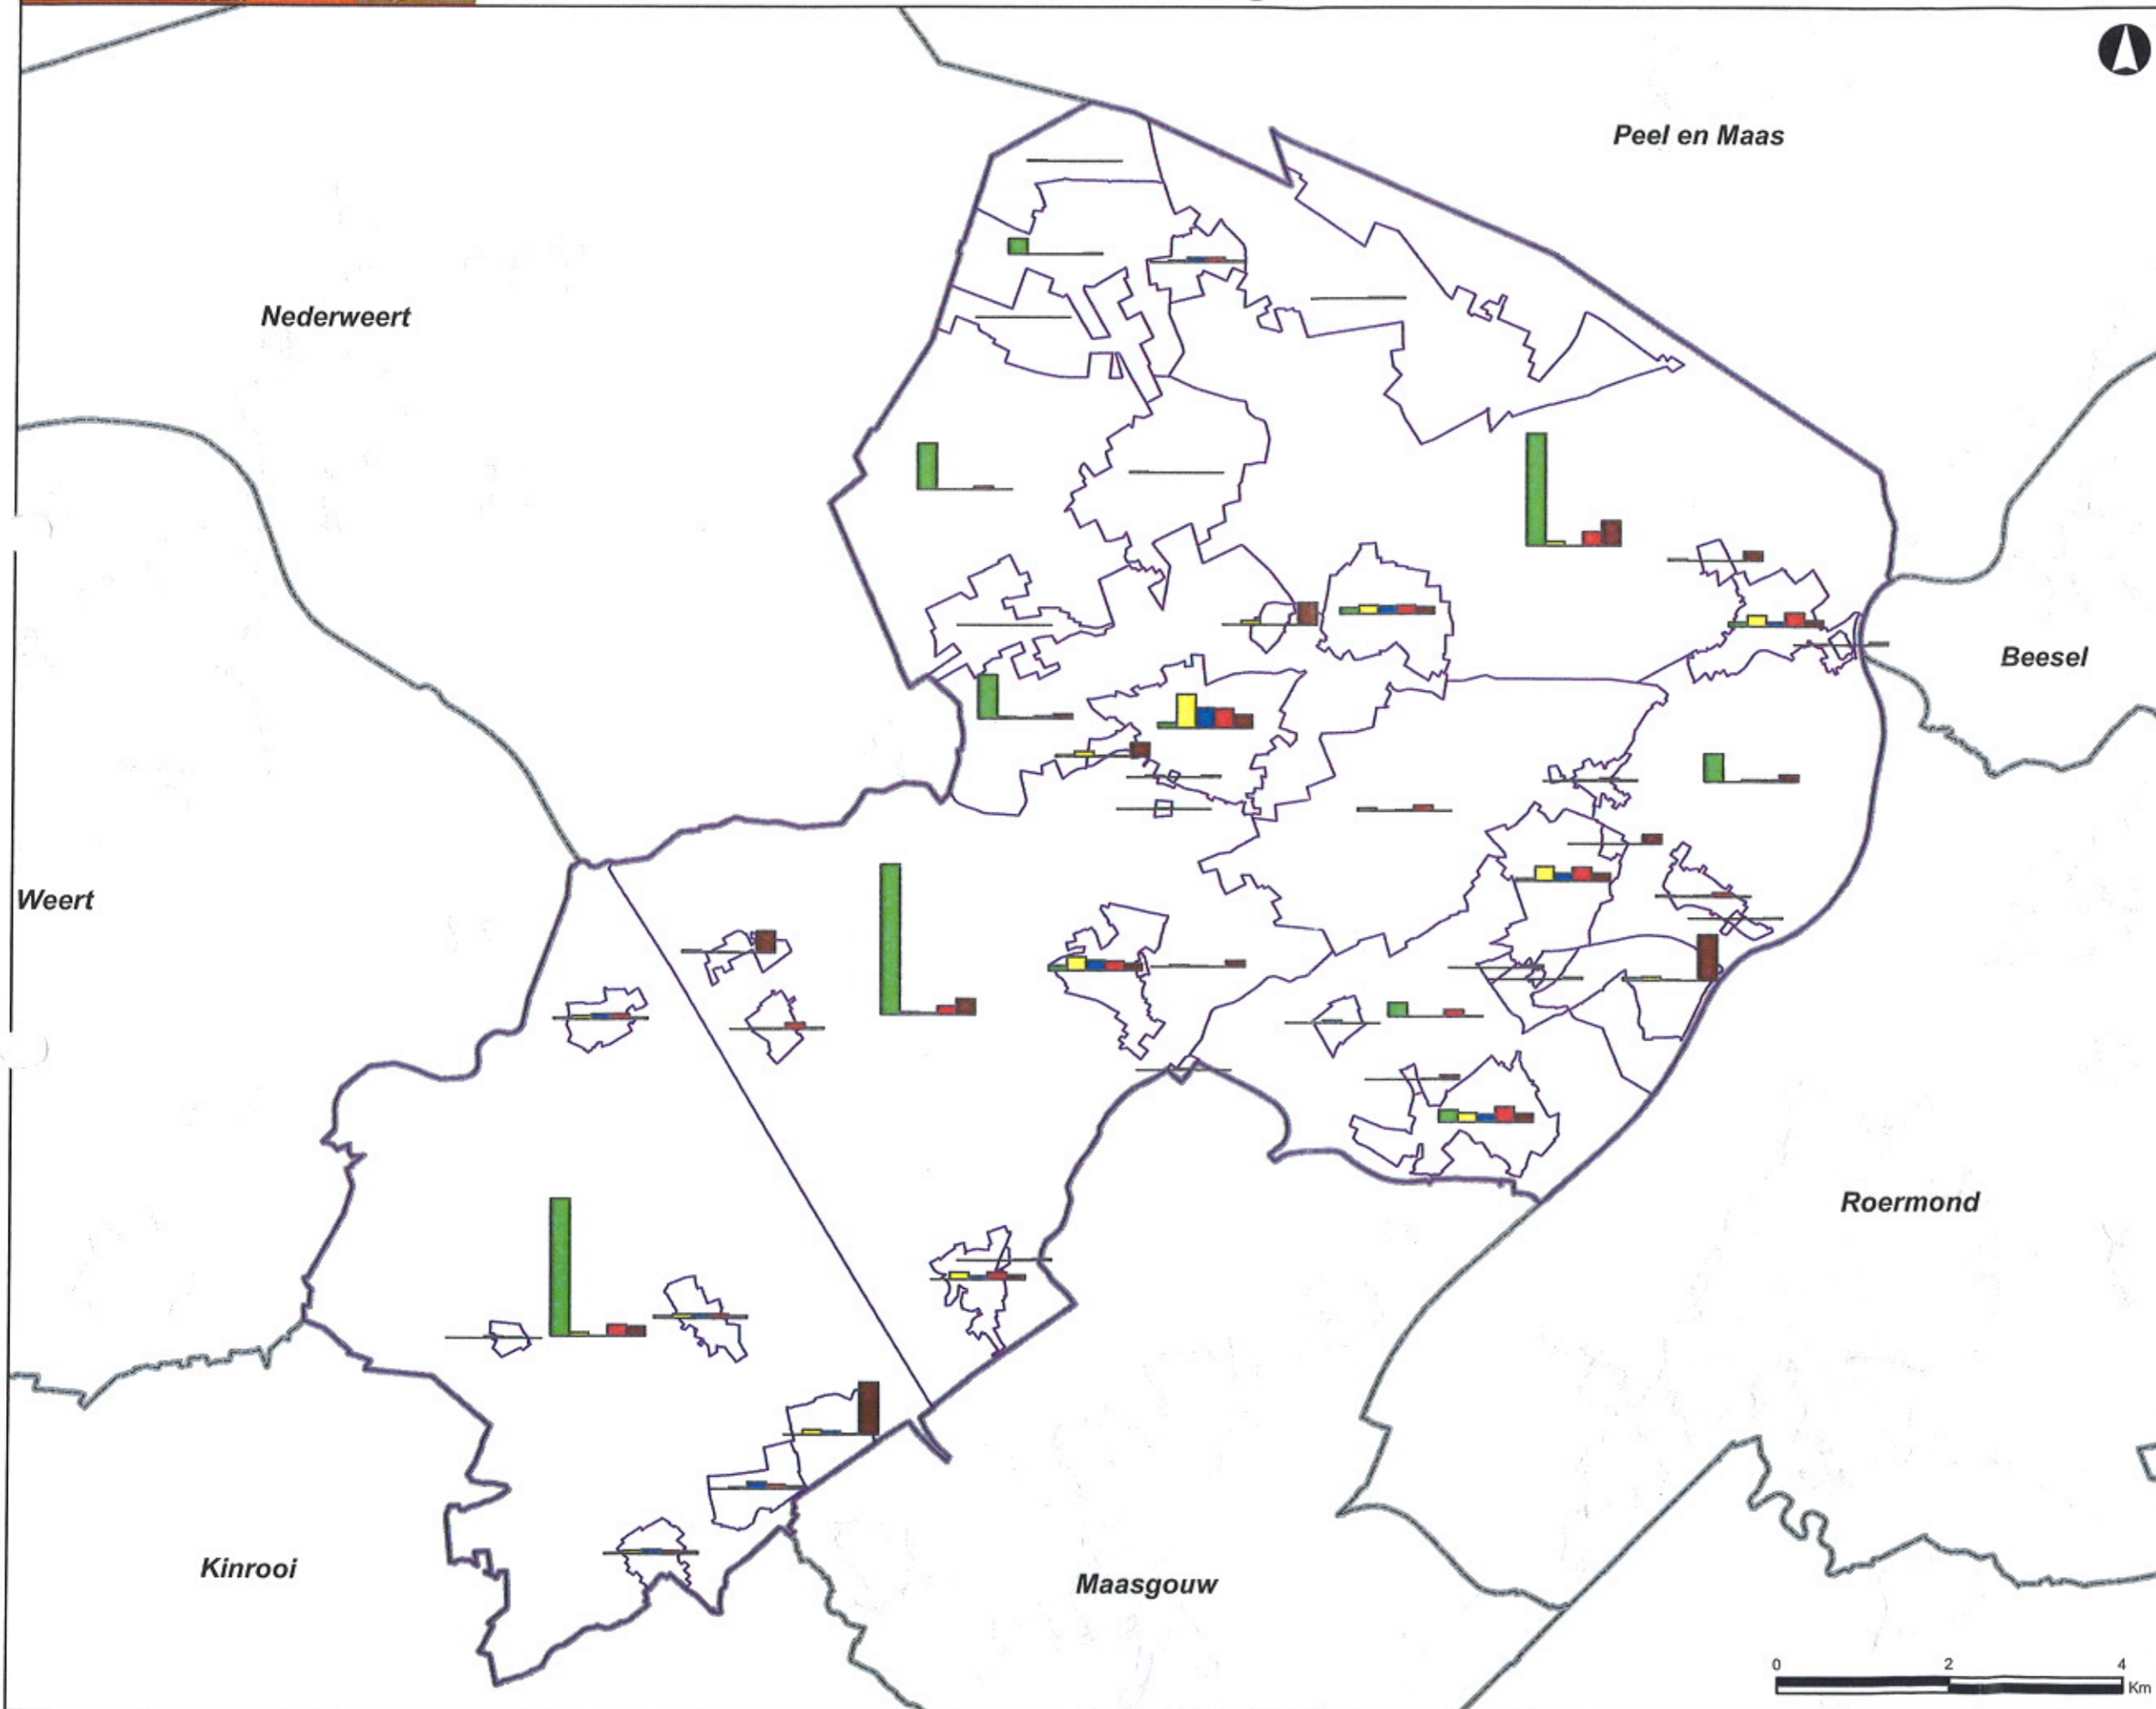 Peel en Maas
Nederweert
Beesel
Weert
Roermond
Kinrooi
Maasgouw
0 2 4
Km